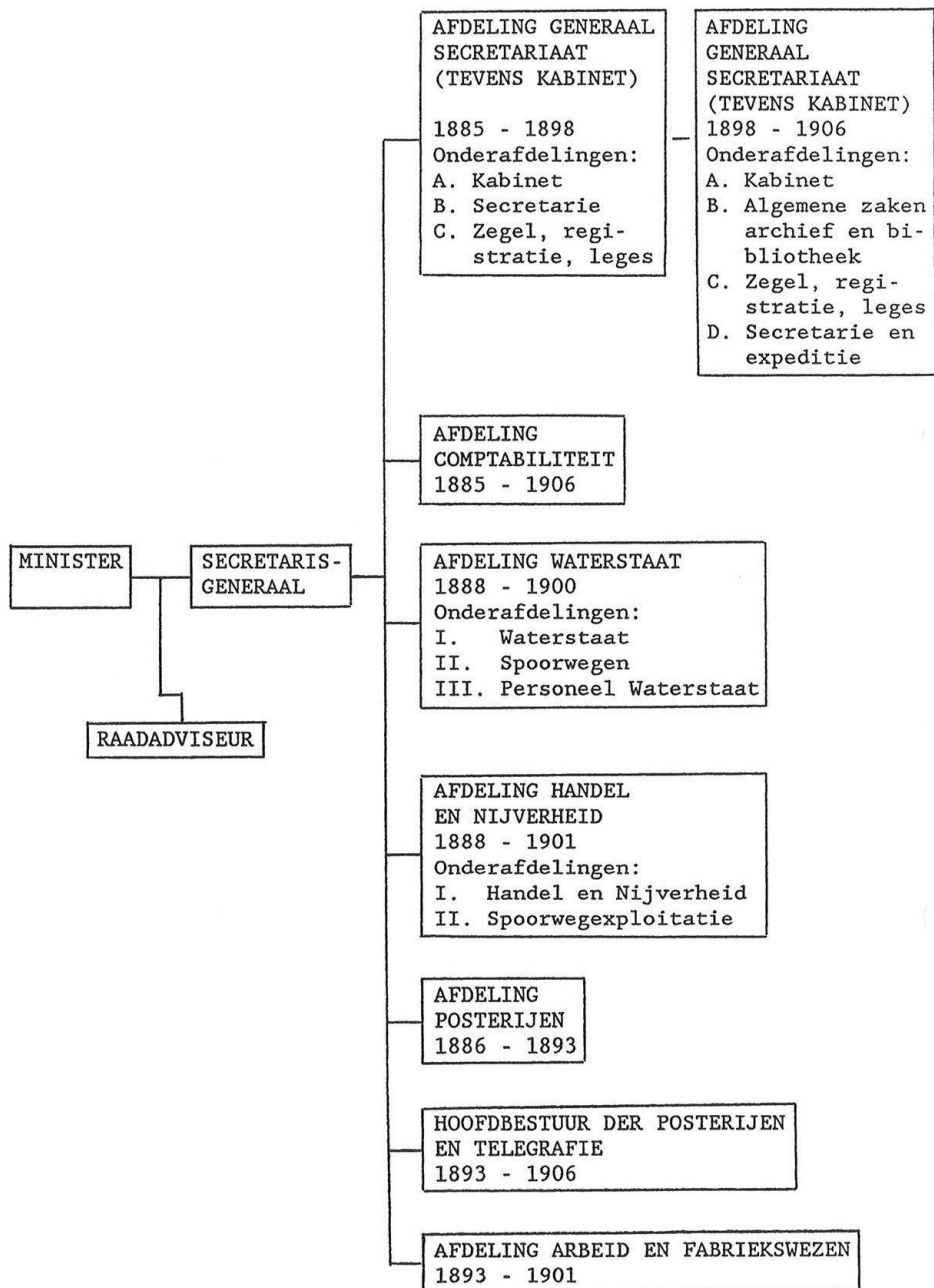 AFDELING GENERAAL
SECRETARIAAT
(TEVENS KABINET)
1885 - 1898
Onderafdelingen:
A. Kabinet
B. Secretarie
C. Zegel, regi-
stratie, leges
AFDELING
GENERAAL
SECRETARIAAT
(TEVENS KABINET)
1898 - 1906
Onderafdelingen:
A. Kabinet
B. Algemene zaken
archief en bi-
bliotheek
C. Zegel, regi-
stratie, leges
D. Secretarie en
expeditie
AFDELING
COMPTABILITEIT
1885 - 1906
MINISTER
SECRETARIS-
GENERAAL
RAADADVISEUR
AFDELING WATERSTAAT
1888 - 1900
Onderafdelingen:
I. Waterstaat
II. Spoorwegen
III. Personeel Waterstaat
AFDELING HANDEL
EN NIJVERHEID
1888 - 1901
Onderafdelingen:
I. Handel en Nijverheid
II. Spoorwegexploitatie
AFDELING
POSTERIJEN
1886 - 1893
HOOFDBESTUUR DER POSTERIJEN
EN TELEGRAFIE
1893 - 1906
AFDELING ARBEID EN FABRIEKSWEZEN
1893 - 1901